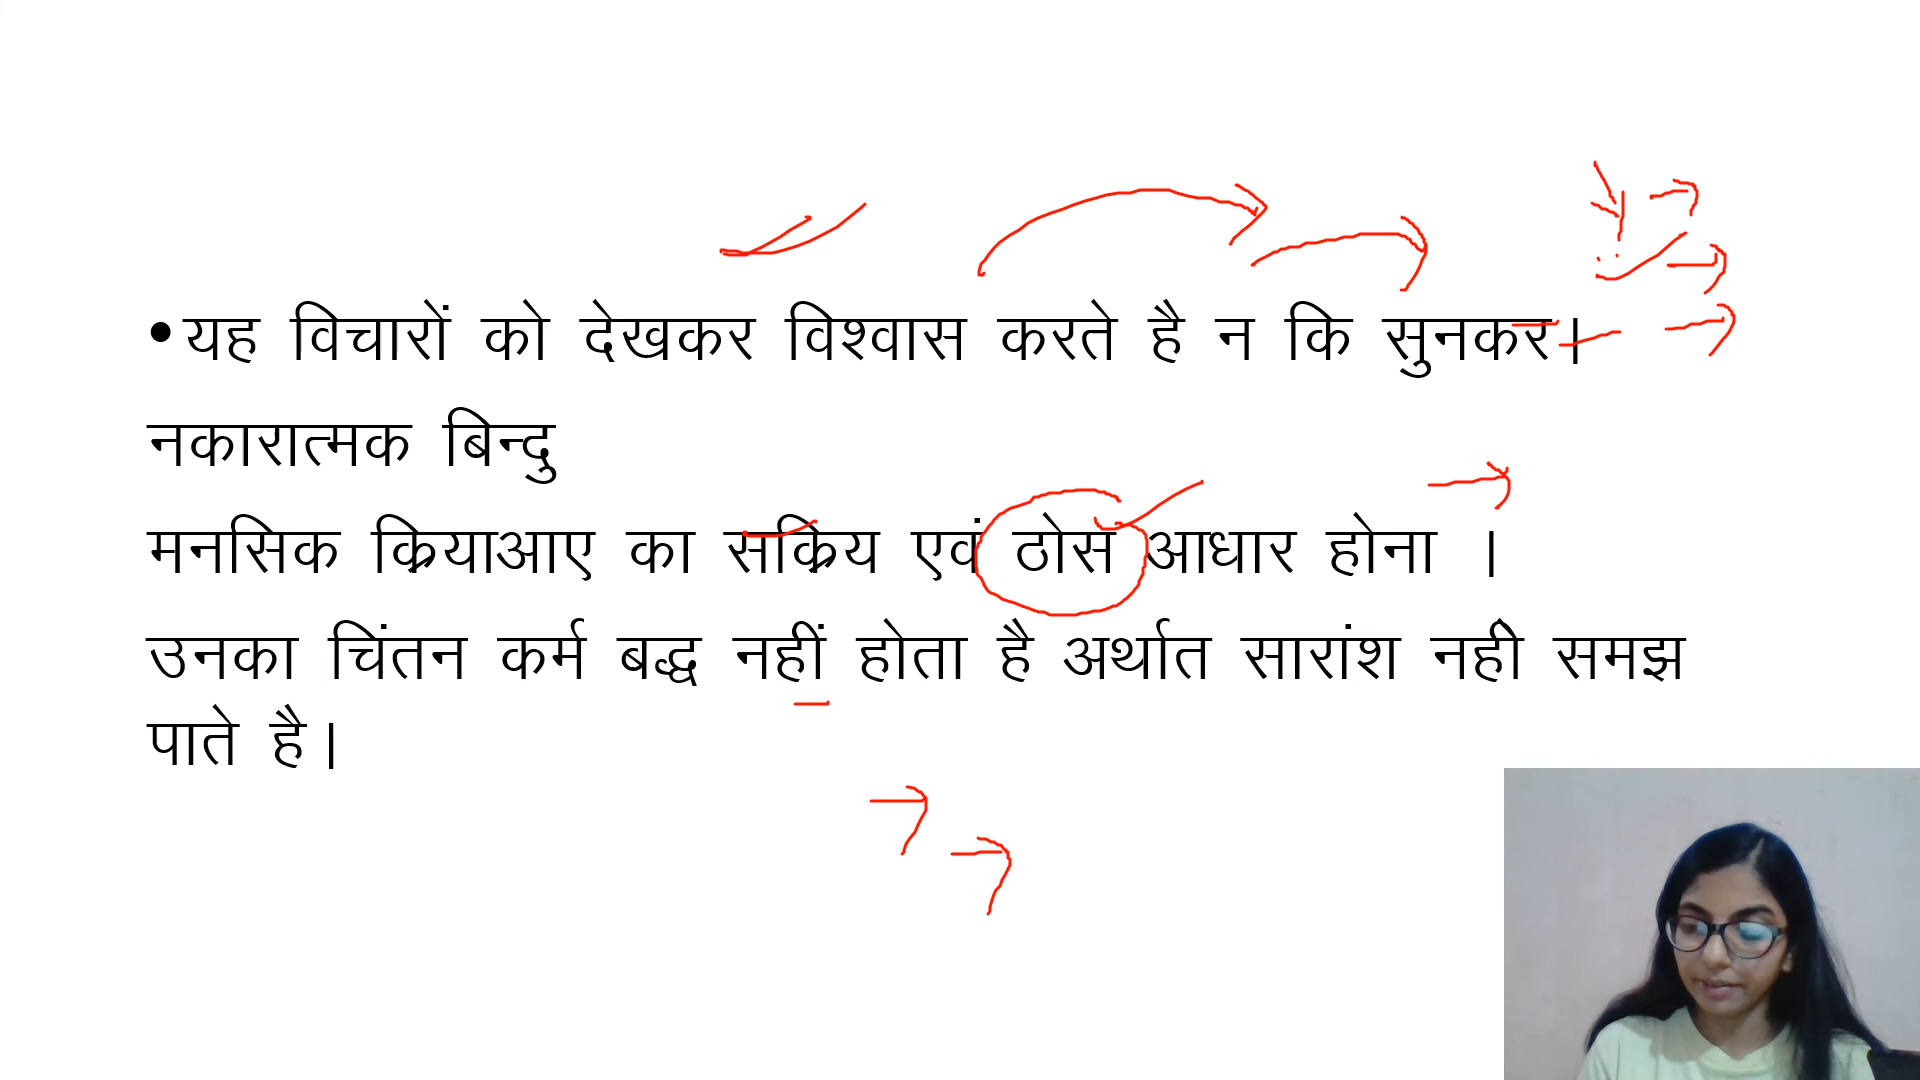 •यह विचारों को देखकर विश्वास करते है न कि सुनकर।
नकारात्मक बिन्दु
मनसिक क्रियाआए का सक्रिय एवं ठोस आधार होना ।
उनका चिंतन कर्म बद्ध नहीं होता है अर्थात सारांश नही समझ
पाते है।